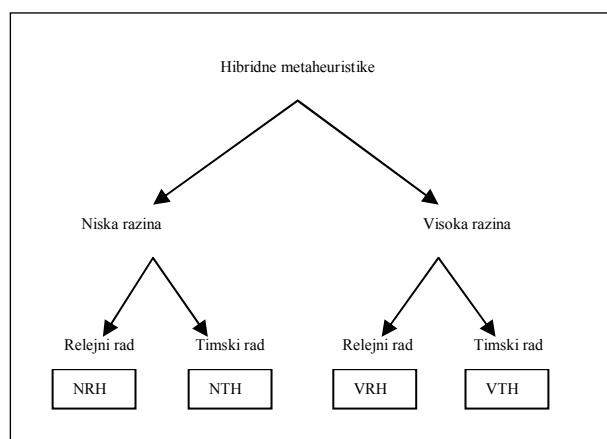 Hibridne metaheuristike
Niska razina
Visoka razina
Relejni rad
Timski rad
Relejni rad
Timski rad
NRH
NTH
VRH
VTH